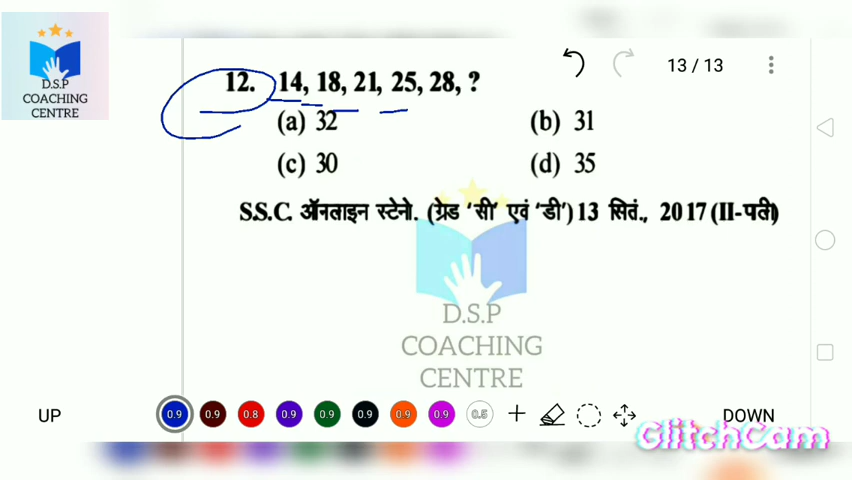 D.S.P
COACHING
CENTRE
13 / 13
12. 14, 18, 21, 25, 28, ?
(a) 32 (b) 31
(c) 30 (d) 35
S.S.C. ऑनलाइन स्टेनो. (ग्रेड 'सी' एवं 'डी') 13 सितं., 2017 (II-पाली)
D.S.P
COACHING
CENTRE
UP 0.9 0.9 0.8 0.9 0.9 0.9 0.9 0.9 0.5 DOWN
GlitchCam